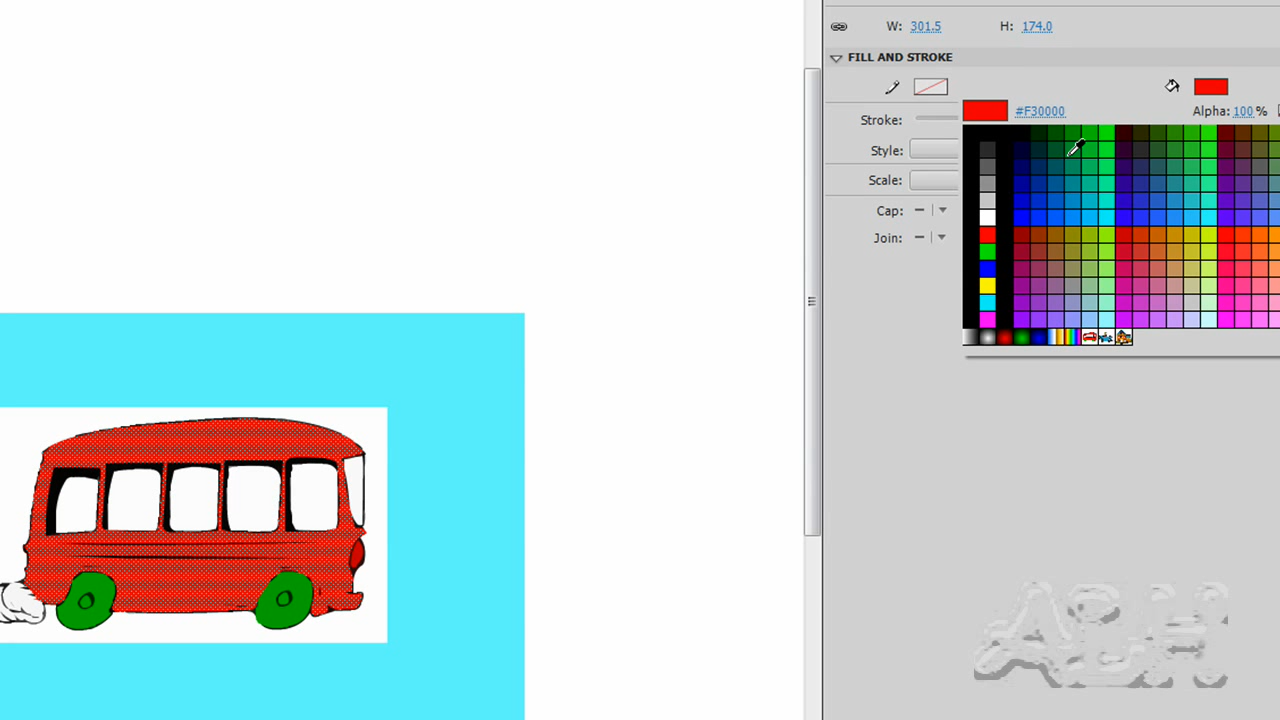 W: 301.5 H: 174.0
FILL AND STROKE
#F30000 Alpha: 100 %
Stroke:
Style:
Scale:
Cap:
Join: